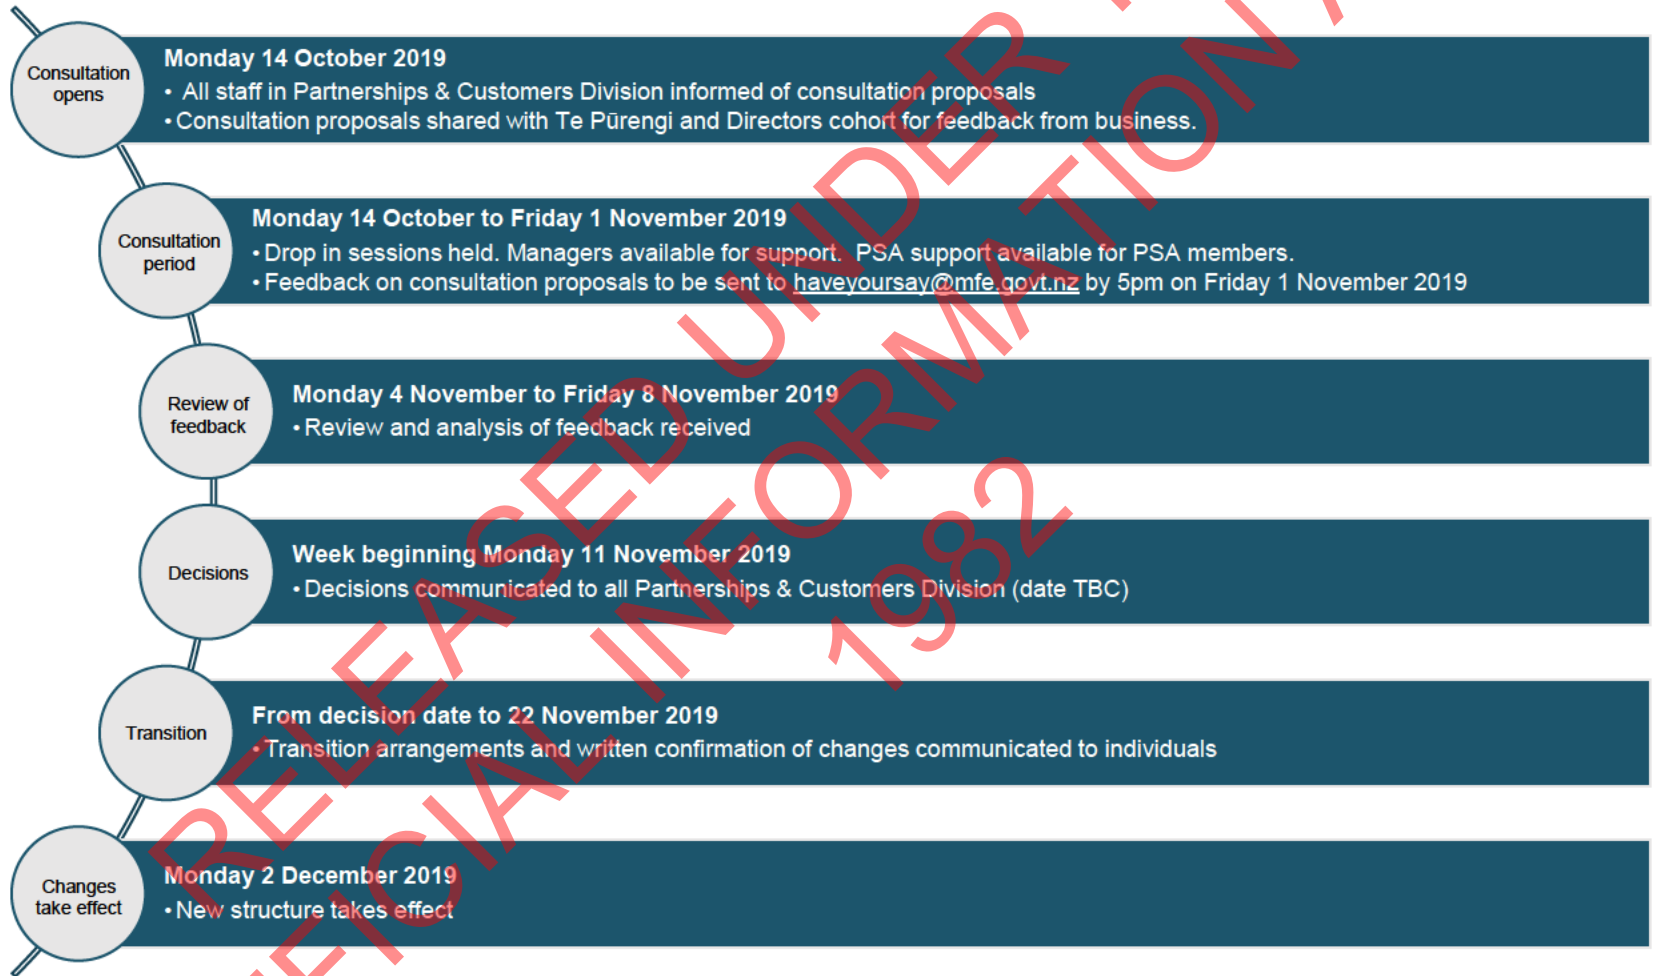 Consultation
opens
Monday 14 October 2019
• All staff in Partnerships & Customers Division informed of consultation proposals
• Consultation proposals shared with Te Pūrengi and Directors cohort for feedback from business.
Consultation
period
Monday 14 October to Friday 1 November 2019
• Drop in sessions held. Managers available for support. PSA support available for PSA members.
• Feedback on consultation proposals to be sent to haveyoursay@mfe.govt.nz by 5pm on Friday 1 November 2019
Review of
feedback
Monday 4 November to Friday 8 November 2019
• Review and analysis of feedback received
Decisions
Week beginning Monday 11 November 2019
• Decisions communicated to all Partnerships & Customers Division (date TBC)
Transition
From decision date to 22 November 2019
• Transition arrangements and written confirmation of changes communicated to individuals
Changes
take effect
Monday 2 December 2019
• New structure takes effect
RELEASED UNDER
INFORMATION
1982